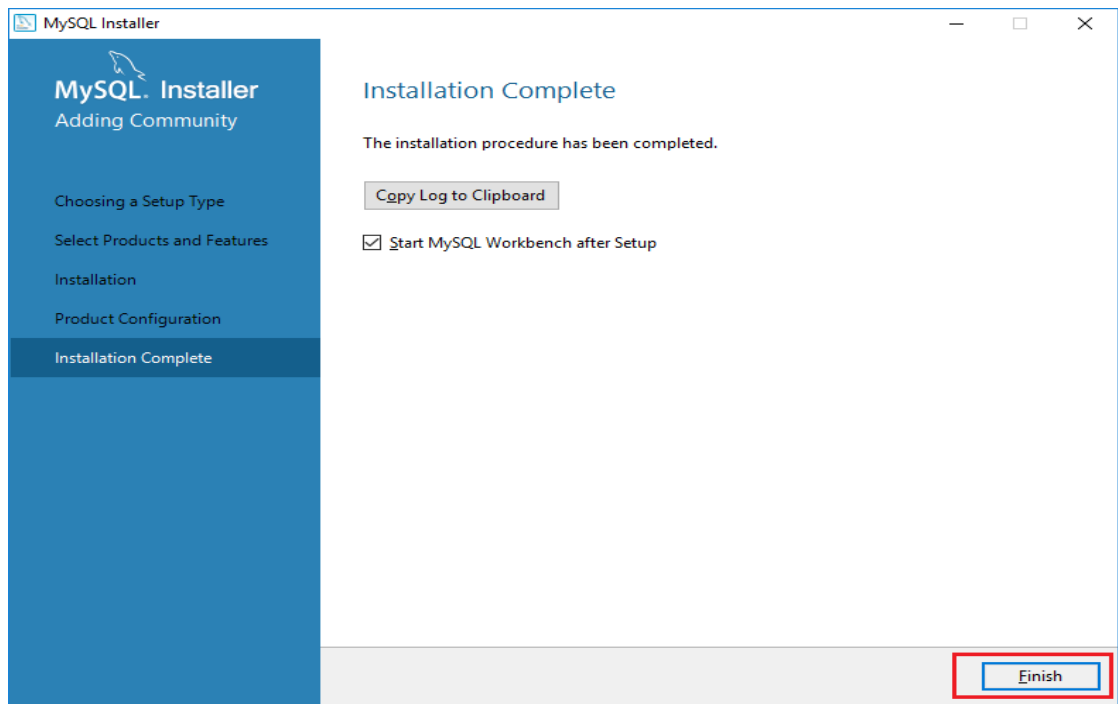 MySQL Installer
MySQL. Installer
Adding Community
Choosing a Setup Type
Select Products and Features
Installation
Product Configuration
Installation Complete
Installation Complete
The installation procedure has been completed.
Copy Log to Clipboard
Start MySQL Workbench after Setup
Finish